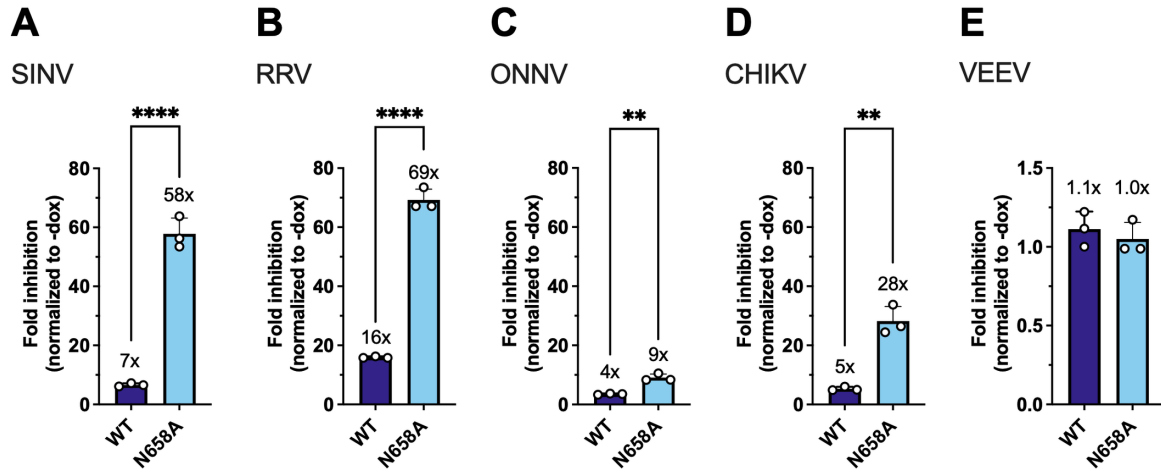 A
SINV
****
Fold inhibition
(normalized to -dox)
80
60
40
20
0
7x
58x
WT
N658A
B
RRV
****
Fold inhibition
(normalized to -dox)
80
60
40
20
0
16x
69x
WT
N658A
C
ONNV
**
Fold inhibition
(normalized to -dox)
80
60
40
20
0
4x
9x
WT
N658A
D
CHIKV
**
Fold inhibition
(normalized to -dox)
80
60
40
20
0
5x
28x
WT
N658A
E
VEEV
Fold inhibition
(normalized to -dox)
1.5
1.0
0.5
0.0
1.1x
1.0x
WT
N658A